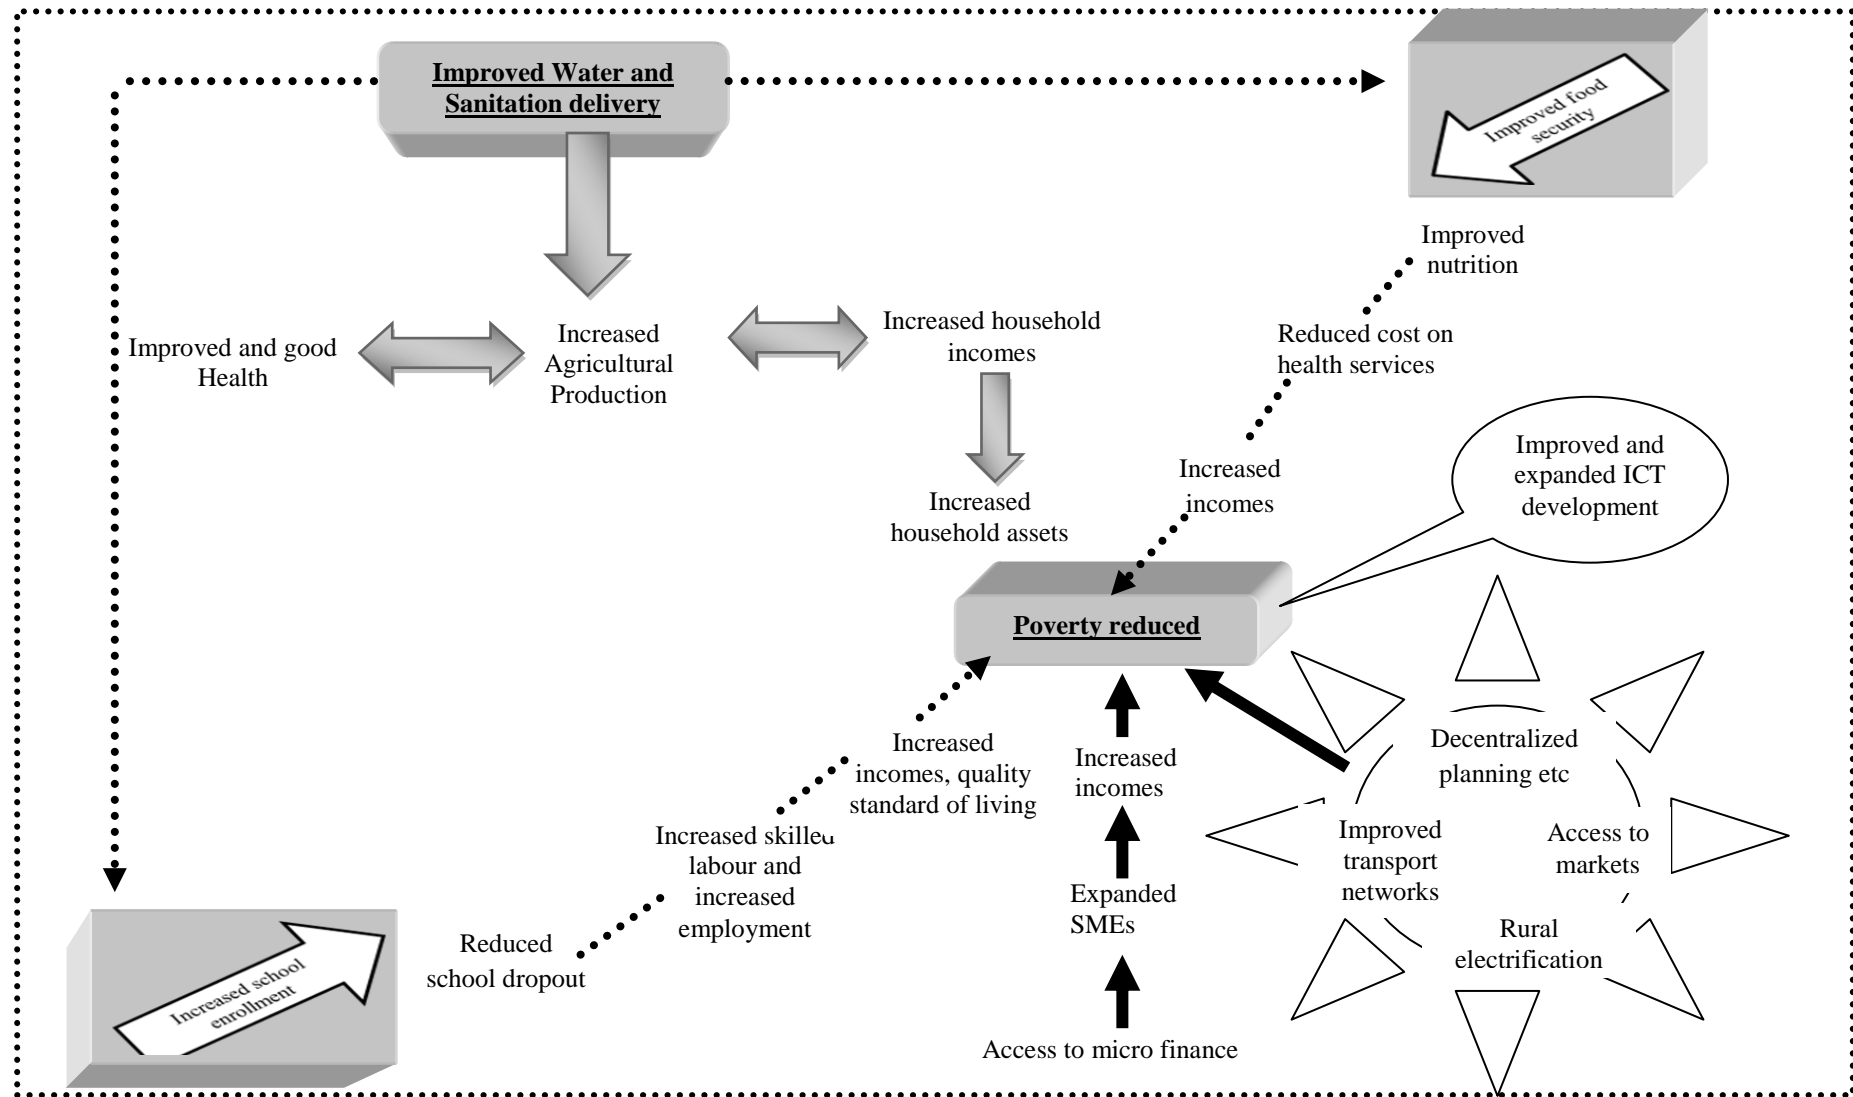 Improved Water and
Sanitation delivery
Improved food
security
Improved
nutrition
Increased household
incomes
Improved and good
Health
Increased
Agricultural
Production
Reduced cost on
health services
Improved and
expanded ICT
development
Increased
incomes
Increased
household assets
Poverty reduced
Increased
incomes, quality
standard of living
Increased
incomes
Decentralized
planning etc
Increased skilled
labour and
increased
employment
Improved
transport
networks
Access to
markets
Expanded
SMEs
Rural
electrification
Reduced
school dropout
Increased school
enrollment
Access to micro finance